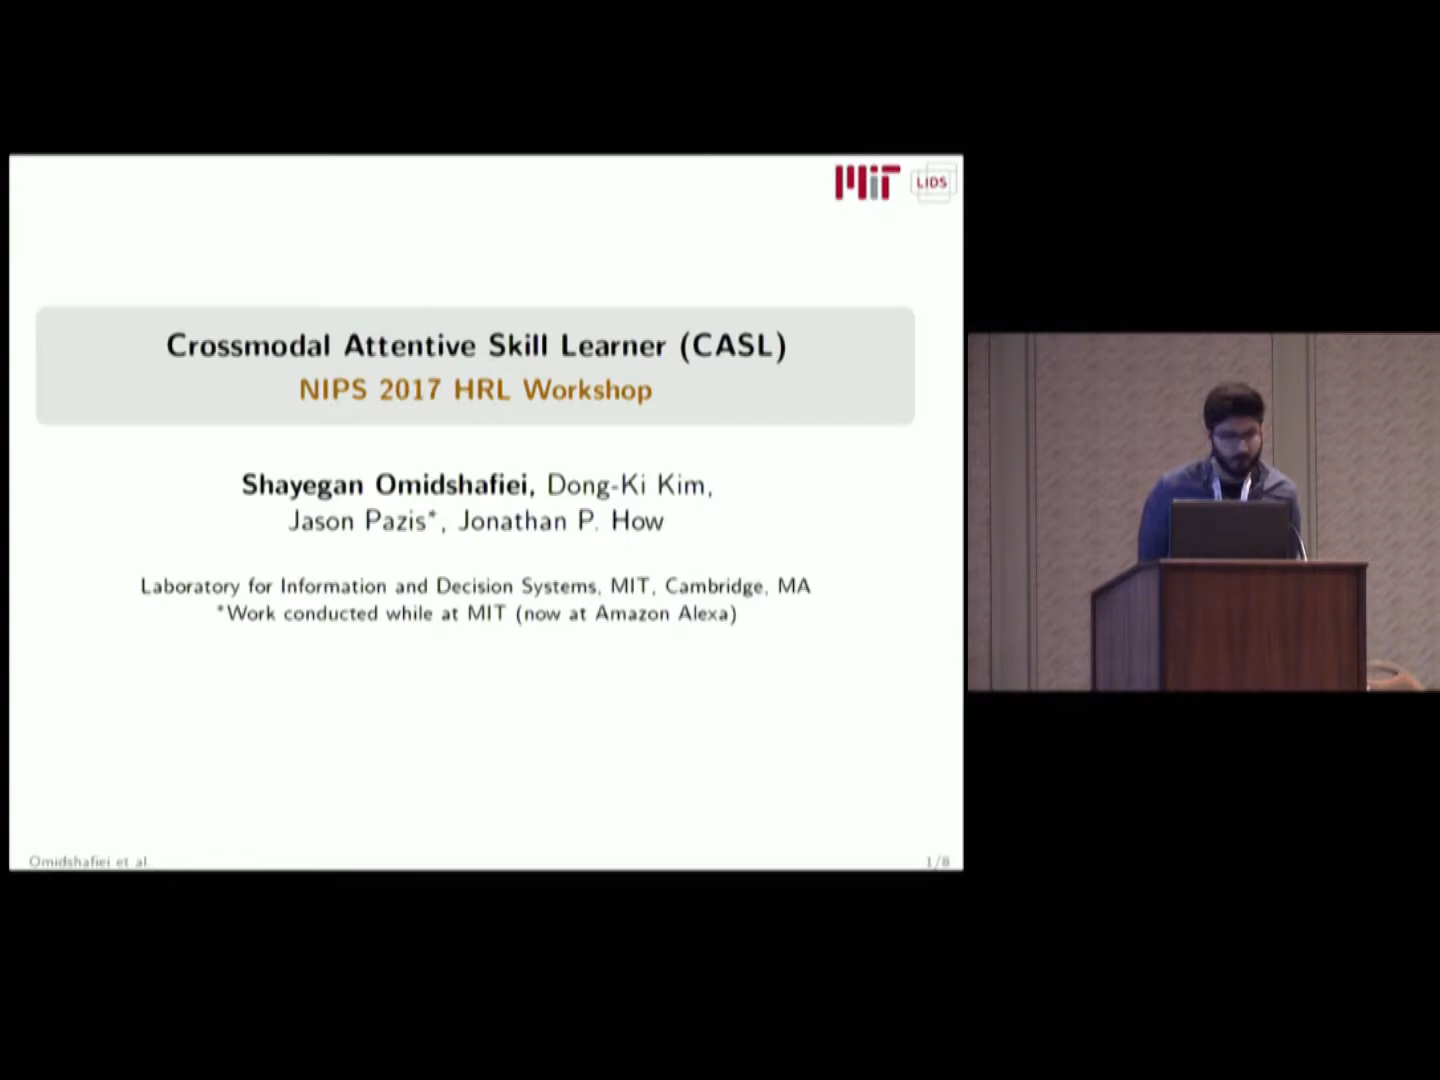 MIT
LIDS
Crossmodal Attentive Skill Learner (CASL)
NIPS 2017 HRL Workshop
Shayegan Omidshafiei, Dong-Ki Kim,
Jason Pazis*, Jonathan P. How
Laboratory for Information and Decision Systems, MIT, Cambridge, MA
*Work conducted while at MIT (now at Amazon Alexa)
Omidshafiei et al
1/8